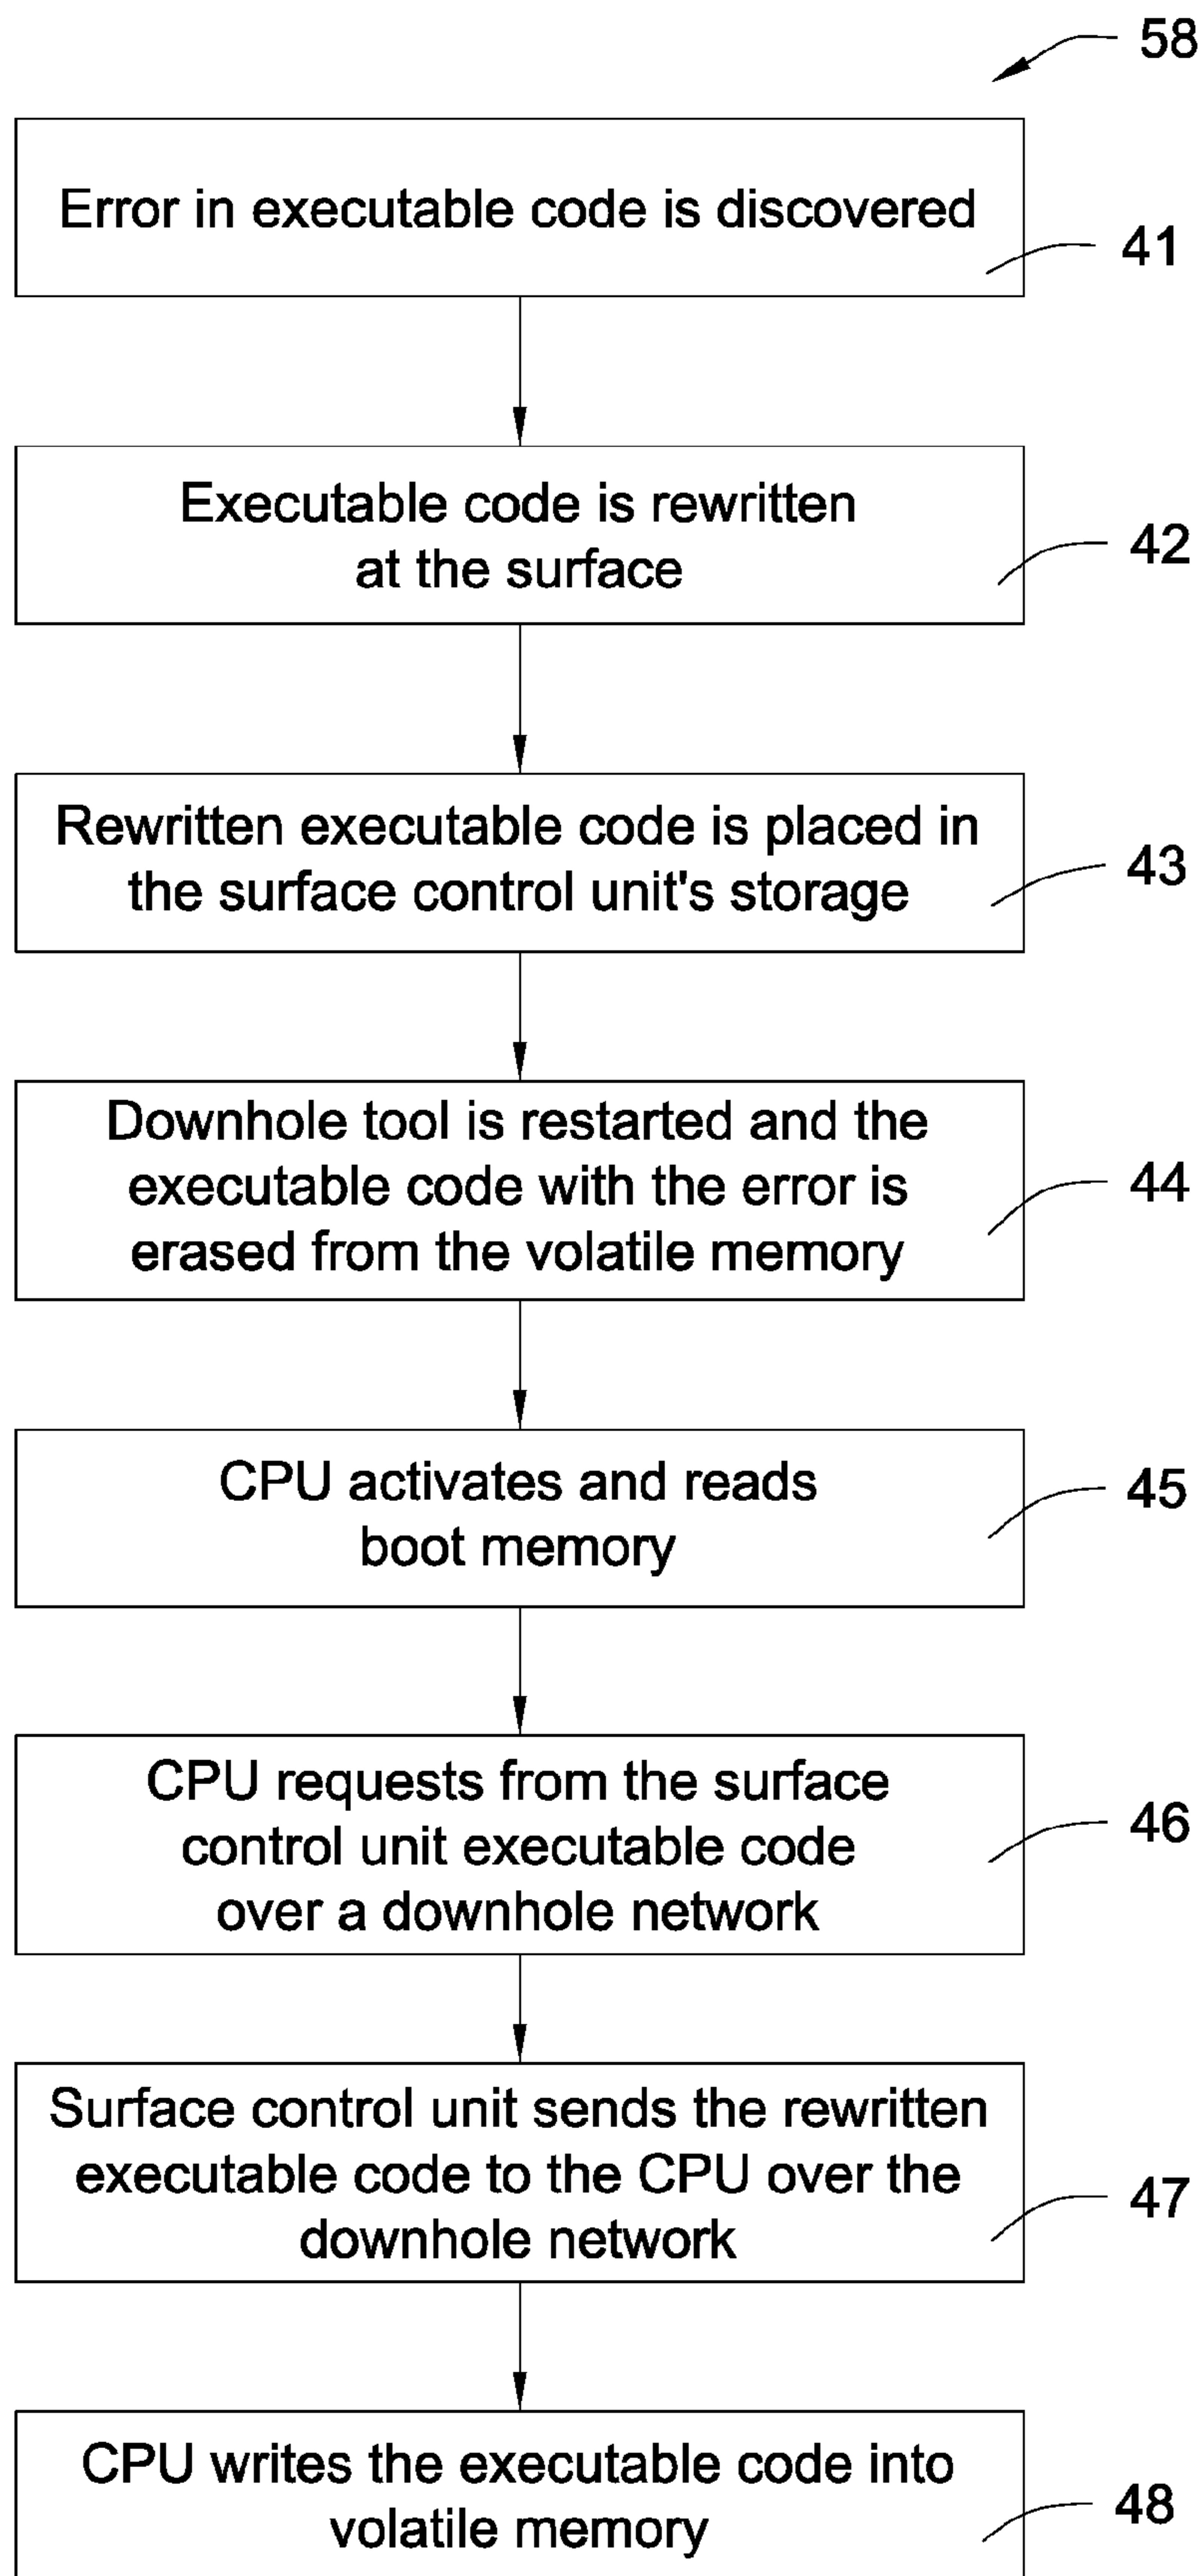 58
Error in executable code is discovered
41
Executable code is rewritten
at the surface
42
Rewritten executable code is placed in
the surface control unit's storage
43
Downhole tool is restarted and the
executable code with the error is
erased from the volatile memory
44
CPU activates and reads
boot memory
45
CPU requests from the surface
control unit executable code
over a downhole network
46
Surface control unit sends the rewritten
executable code to the CPU over the
downhole network
47
CPU writes the executable code into
volatile memory
48